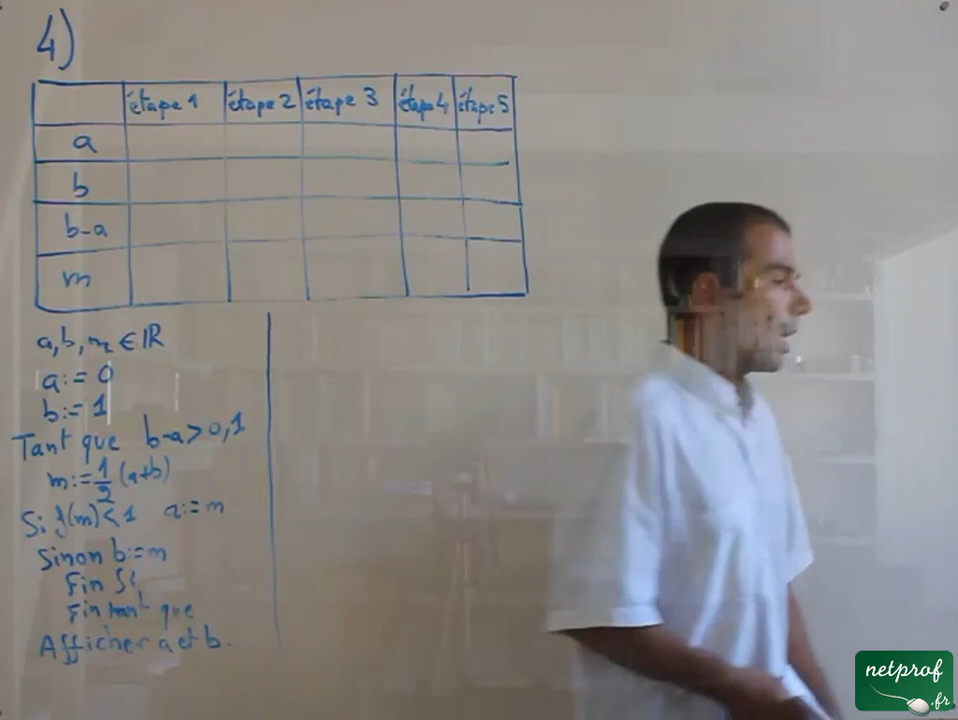 4)
étape 1 étape 2 étape 3 étape 4 étape 5
a
b
b-a
m
a, b, m ∈ ℝ
a := 0
b := 1
Tant que b-a > 0,1
m := 1/2 (a+b)
Si f(m) < 1 a := m
Sinon b := m
Fin Si
Fin tant que
Afficher a et b.
netprof
.fr